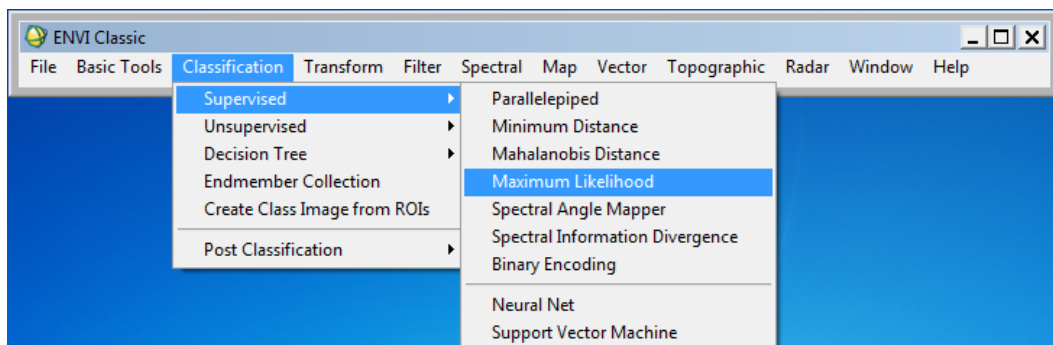 ENVI Classic
File Basic Tools Classification Transform Filter Spectral Map Vector Topographic Radar Window Help
Supervised
Unsupervised
Decision Tree
Endmember Collection
Create Class Image from ROIs
Post Classification
Parallelepiped
Minimum Distance
Mahalanobis Distance
Maximum Likelihood
Spectral Angle Mapper
Spectral Information Divergence
Binary Encoding
Neural Net
Support Vector Machine